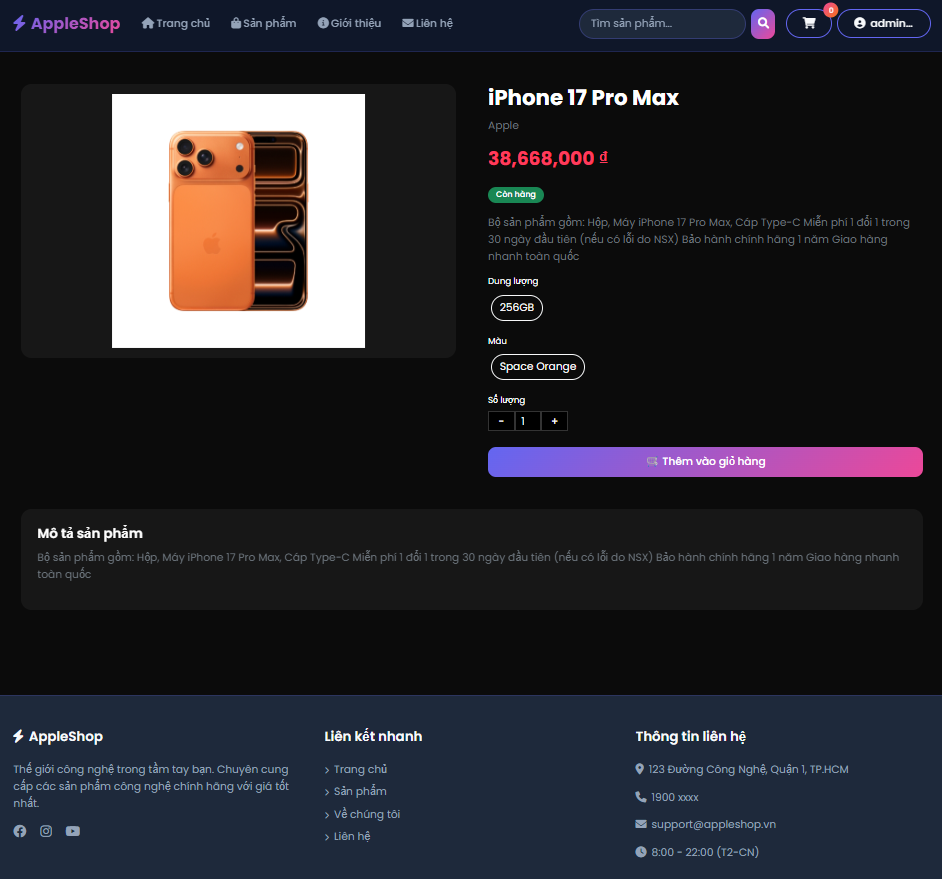 AppleShop
Trang chủ
Sản phẩm
Giới thiệu
Liên hệ
Tìm sản phẩm...
0
admin...
iPhone 17 Pro Max
Apple
38,668,000 đ
Còn hàng
Bộ sản phẩm gồm: Hộp, Máy iPhone 17 Pro Max, Cáp Type-C Miễn phí 1 đổi 1 trong
30 ngày đầu tiên (nếu có lỗi do NSX) Bảo hành chính hãng 1 năm Giao hàng
nhanh toàn quốc
Dung lượng
256GB
Màu
Space Orange
Số lượng
- 1 +
Thêm vào giỏ hàng
Mô tả sản phẩm
Bộ sản phẩm gồm: Hộp, Máy iPhone 17 Pro Max, Cáp Type-C Miễn phí 1 đổi 1 trong 30 ngày đầu tiên (nếu có lỗi do NSX) Bảo hành chính hãng 1 năm Giao hàng nhanh
toàn quốc
AppleShop
Thế giới công nghệ trong tầm tay bạn. Chuyên cung
cấp các sản phẩm công nghệ chính hãng với giá tốt
nhất.
Liên kết nhanh
Trang chủ
Sản phẩm
Về chúng tôi
Liên hệ
Thông tin liên hệ
123 Đường Công Nghệ, Quận 1, TP.HCM
1900 xxxx
support@appleshop.vn
8:00 - 22:00 (T2-CN)